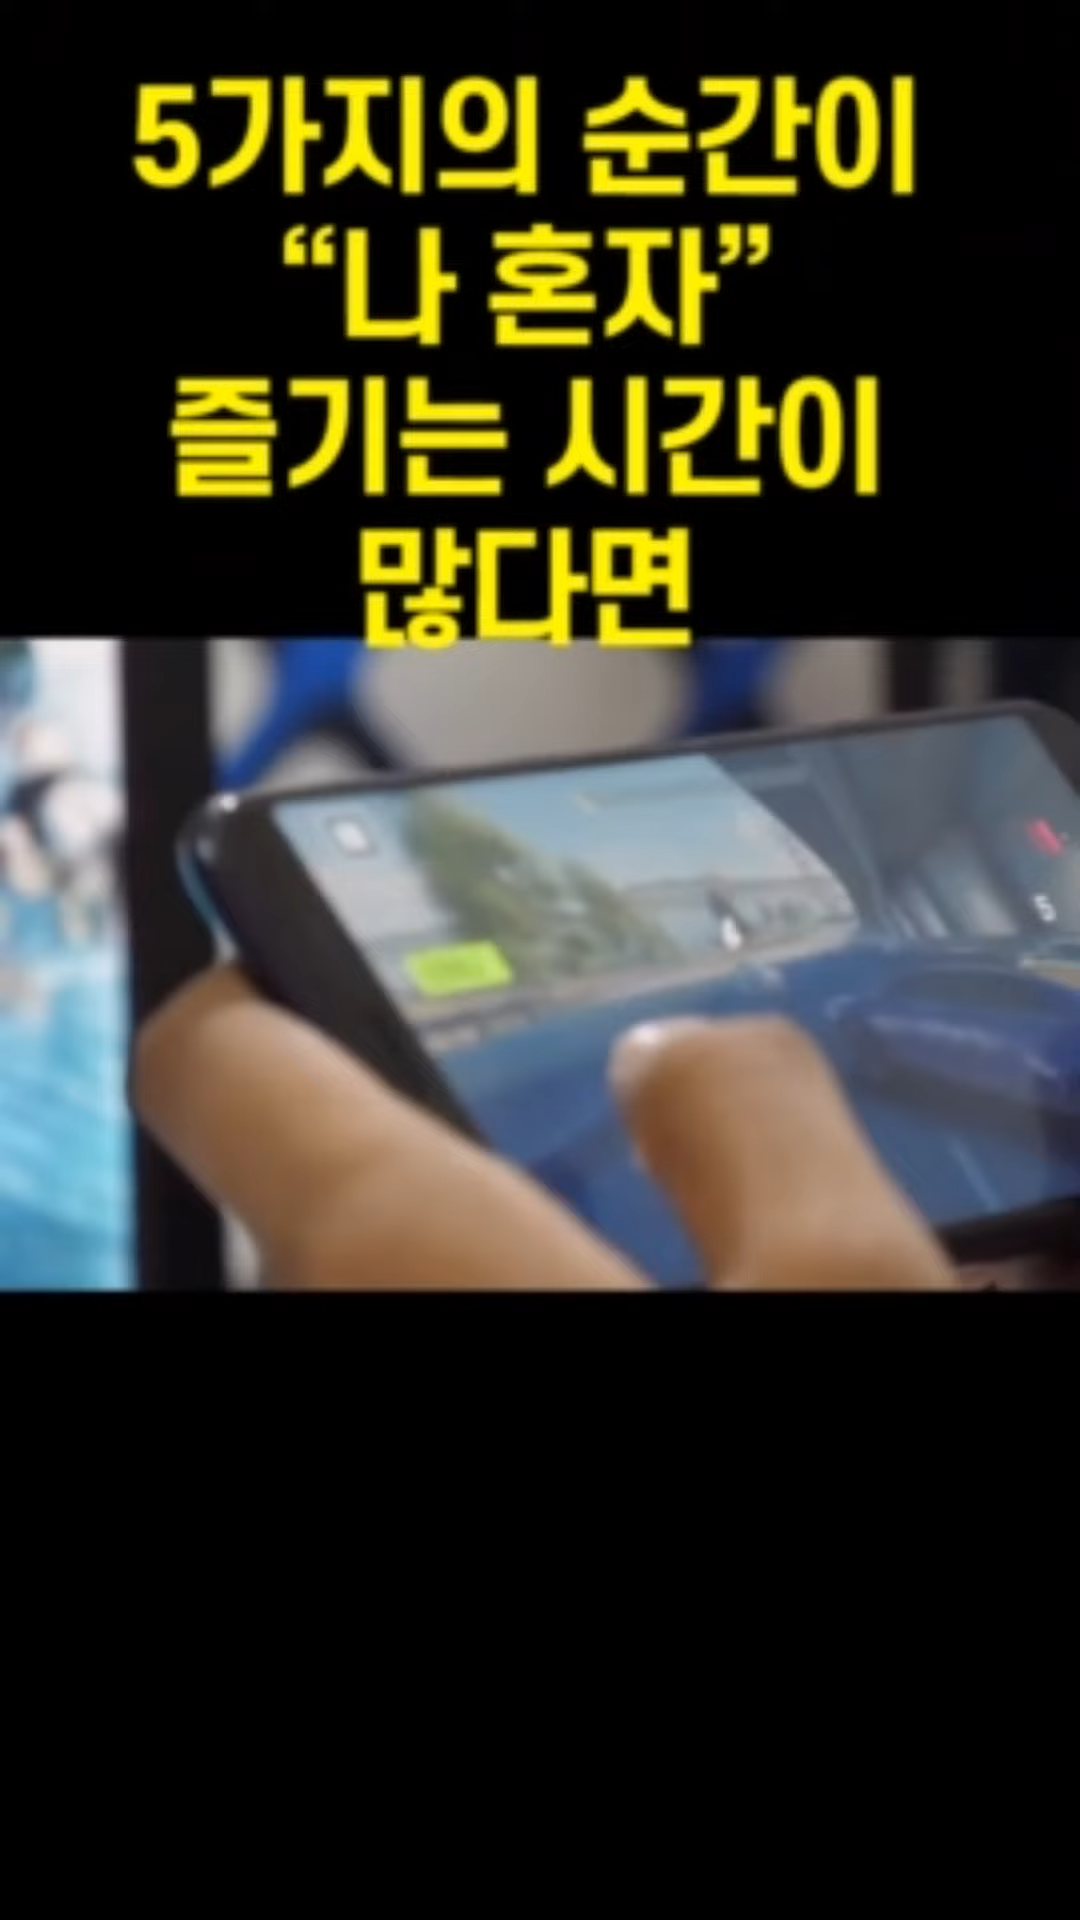 5가지의 순간이
“나 혼자”
즐기는 시간이
많다면
5